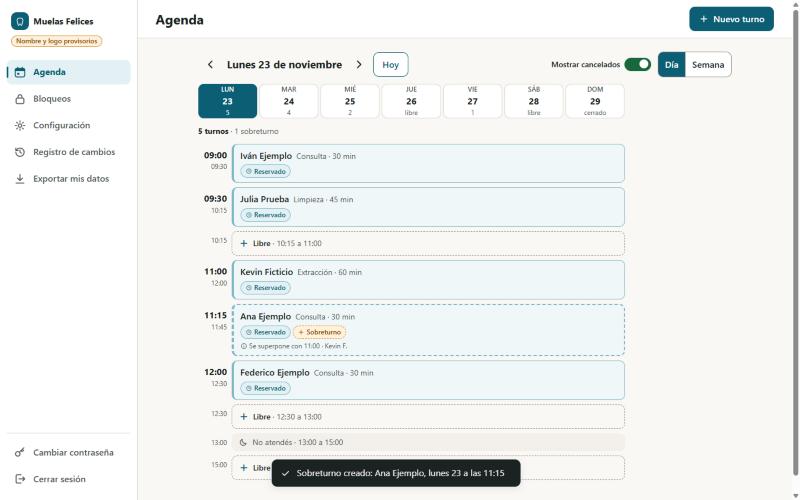 Muelas Felices
Nombre y logo provisorios
Agenda
Bloqueos
Configuración
Registro de cambios
Exportar mis datos
Cambiar contraseña
Cerrar sesión
Agenda
+ Nuevo turno
Lunes 23 de noviembre
Hoy
Mostrar cancelados
Día
Semana
LUN
23
5
MAR
24
4
MIÉ
25
2
JUE
26
libre
VIE
27
1
SÁB
28
libre
DOM
29
cerrado
5 turnos · 1 sobreturno
09:00
09:30
Iván Ejemplo Consulta · 30 min
Reservado
09:30
10:15
Julia Prueba Limpieza · 45 min
Reservado
10:15
+ Libre · 10:15 a 11:00
11:00
12:00
Kevin Ficticio Extracción · 60 min
Reservado
11:15
11:45
Ana Ejemplo Consulta · 30 min
Reservado + Sobreturno
Se superpone con 11:00 · Kevin F.
12:00
12:30
Federico Ejemplo Consulta · 30 min
Reservado
12:30
+ Libre · 12:30 a 13:00
13:00
No atendés · 13:00 a 15:00
15:00
+ Libre
Sobreturno creado: Ana Ejemplo, lunes 23 a las 11:15